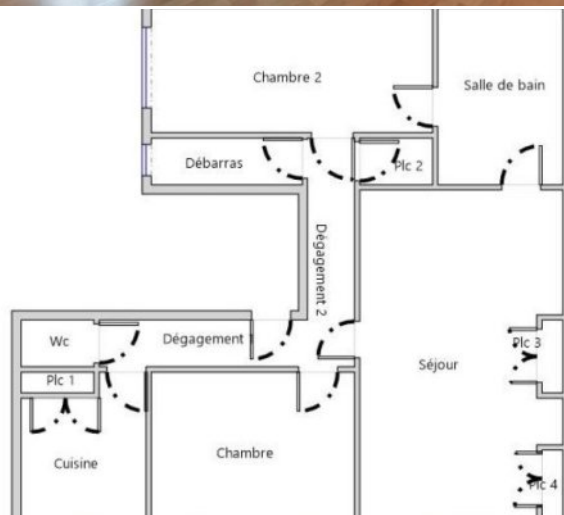 Chambre 2
Salle de bain
Débarras
Plc 2
Dégagement 2
Wc
Dégagement 1
Plc 3
Séjour
Plc 1
Chambre
Cuisine
Plc 4